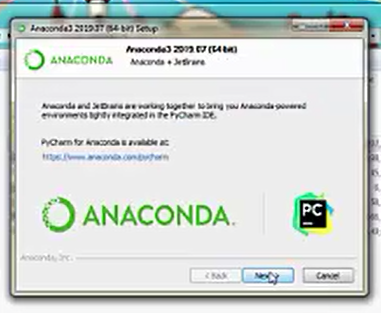 Anaconda3 2019.07 (64-bit) Setup
Anaconda3 2019.07 (64-bit)
Anaconda + JetBrains
ANACONDA
Anaconda and JetBrains are working together to bring you Anaconda-powered
environments tightly integrated in the PyCharm IDE.
PyCharm for Anaconda is available at:
https://www.anaconda.com/pycharm
ANACONDA.
PC
Anaconda, Inc.
< Back
Next >
Cancel